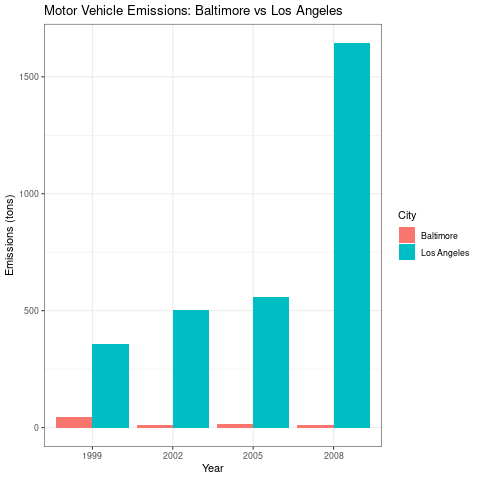 Motor Vehicle Emissions: Baltimore vs Los Angeles
Emissions (tons)
1500
1000
500
0
1999 2002 2005 2008
Year
City
Baltimore
Los Angeles